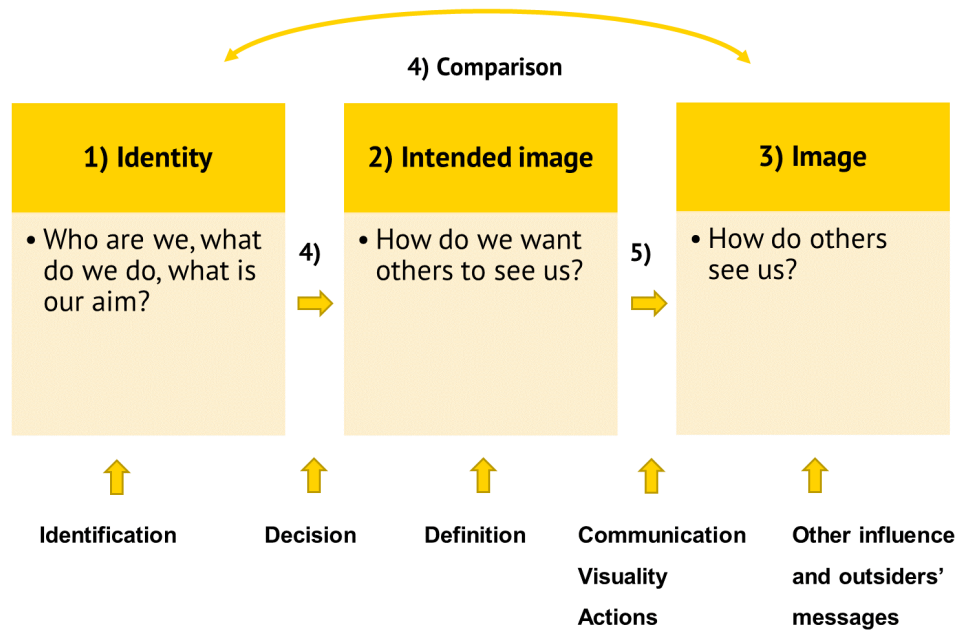 4) Comparison
1) Identity
• Who are we, what
do we do, what is
our aim?
4)
2) Intended image
• How do we want
others to see us?
5)
3) Image
• How do others
see us?
Identification
Decision
Definition
Communication
Visuality
Actions
Other influence
and outsiders’
messages